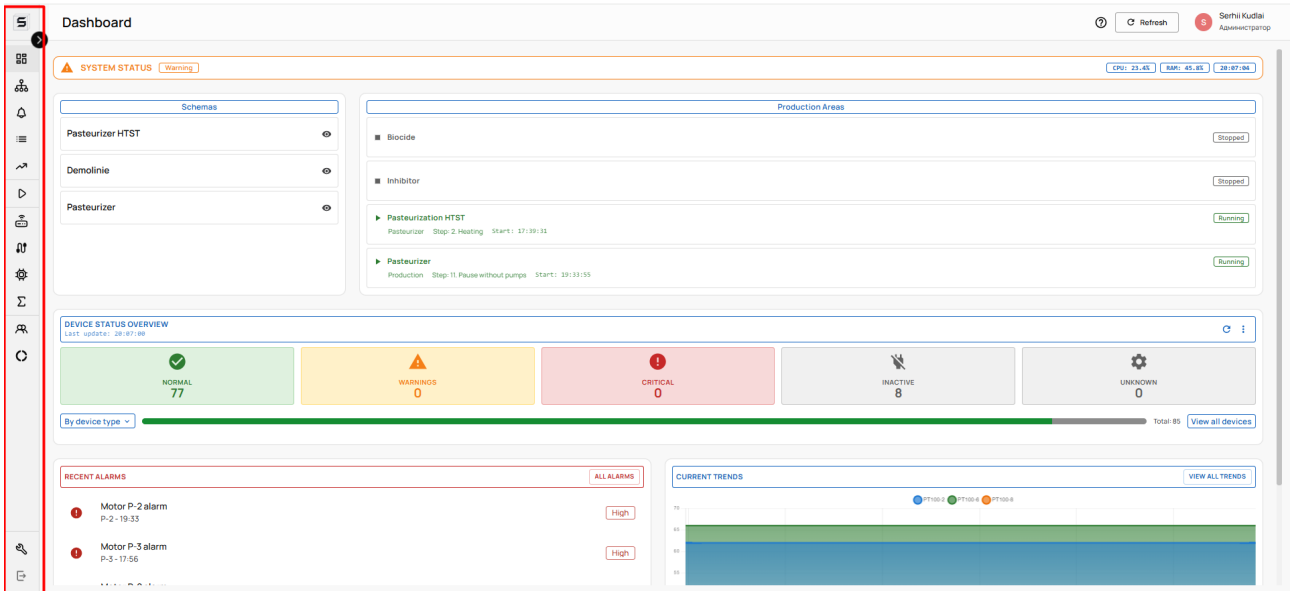 Dashboard
Refresh
S
Serhii Kudlai
Администратор
SYSTEM STATUS Warning
CPU: 23.4% RAM: 45.8% 20:07:04
Schemas
Pasteurizer HTST
Demolinie
Pasteurizer
Production Areas
Biocide Stopped
Inhibitor Stopped
Pasteurization HTST Running
Pasteurizer Step: 2. Heating Start: 17:39:31
Pasteurizer Running
Production Step: 11. Pause without pumps Start: 19:33:55
DEVICE STATUS OVERVIEW
Last update: 20:07:00
NORMAL
77
WARNINGS
0
CRITICAL
0
INACTIVE
8
UNKNOWN
0
By device type Total: 85 View all devices
RECENT ALARMS ALL ALARMS
Motor P-2 alarm
P-2 - 19:33
High
Motor P-3 alarm
P-3 - 17:56
High
CURRENT TRENDS VIEW ALL TRENDS
PT100-2 PT100-6 PT100-8
70
65
60